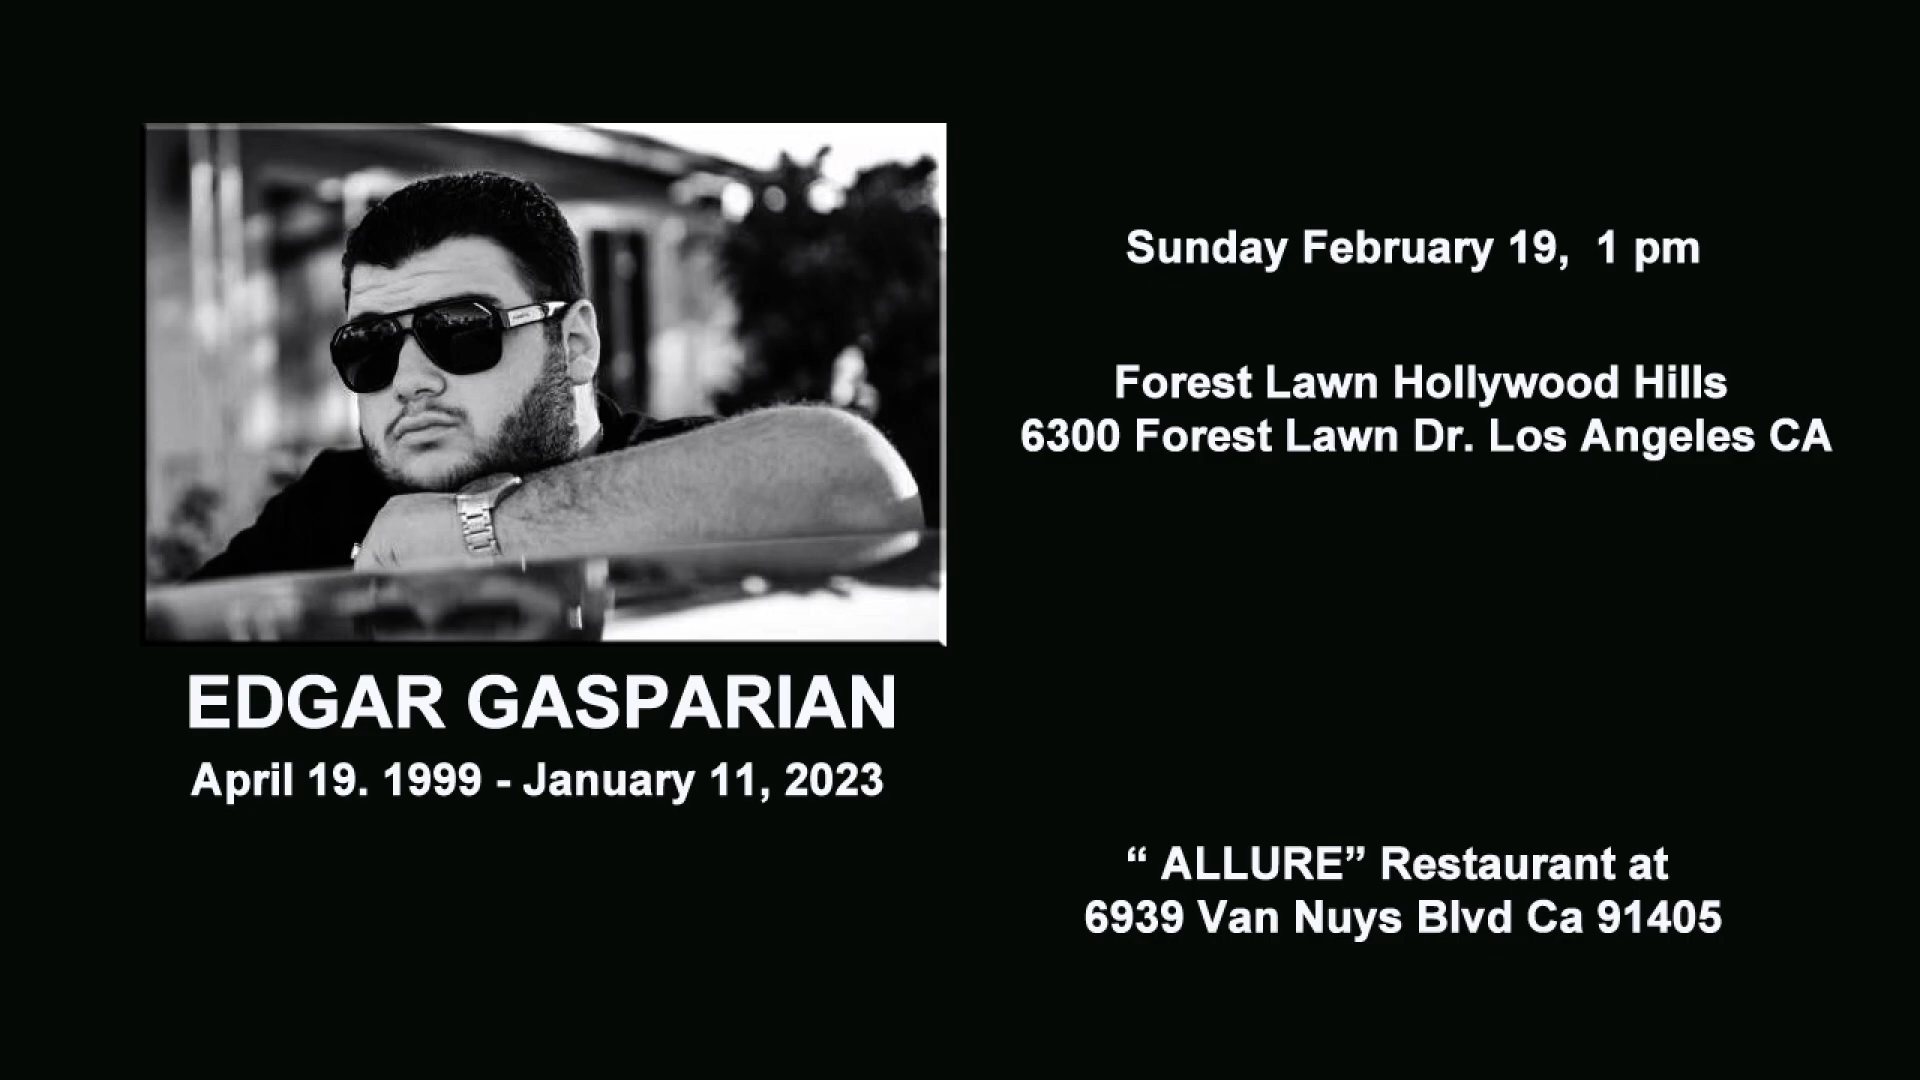 EDGAR GASPARIAN
April 19. 1999 - January 11, 2023
Sunday February 19,  1 pm
Forest Lawn Hollywood Hills
6300 Forest Lawn Dr. Los Angeles CA
“ ALLURE” Restaurant at
6939 Van Nuys Blvd Ca 91405